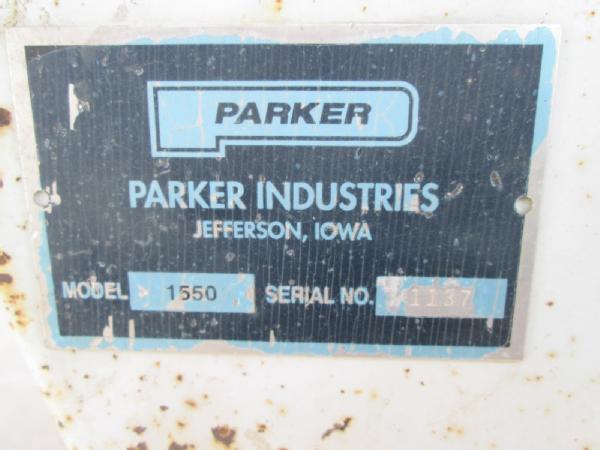 PARKER
PARKER INDUSTRIES
JEFFERSON, IOWA
MODEL 1550 SERIAL NO. 1137